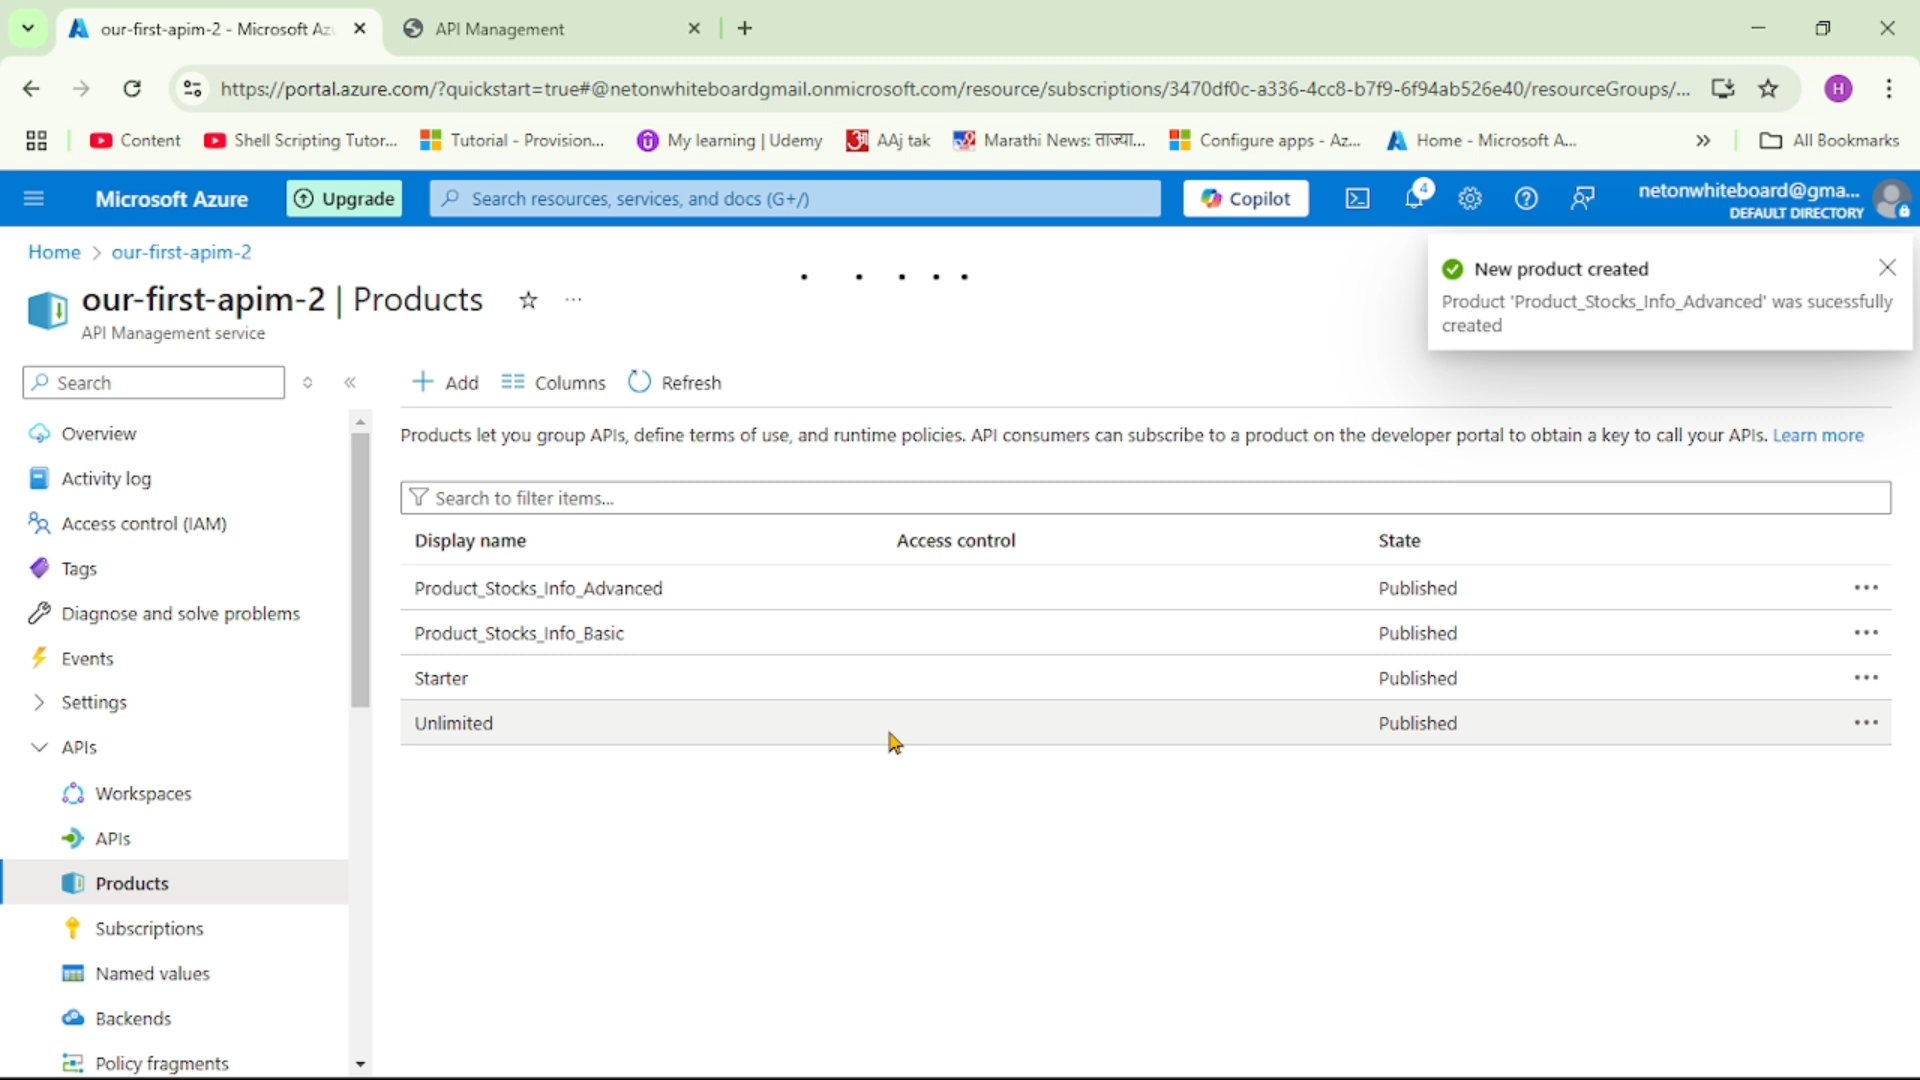 our-first-apim-2 - Microsoft Az
API Management
https://portal.azure.com/?quickstart=true#@netonwhiteboardgmail.onmicrosoft.com/resource/subscriptions/3470df0c-a336-4cc8-b7f9-6f94ab526e40/resourceGroups/...
H
Content
Shell Scripting Tutor...
Tutorial - Provision...
My learning | Udemy
AAj tak
Marathi News: ताज्या...
Configure apps - Az...
Home - Microsoft A...
All Bookmarks
Microsoft Azure
Upgrade
Search resources, services, and docs (G+/)
Copilot
4
netonwhiteboard@gma...
DEFAULT DIRECTORY
Home > our-first-apim-2
our-first-apim-2 | Products
API Management service
New product created
Product 'Product_Stocks_Info_Advanced' was sucessfully
created
Search
Add
Columns
Refresh
Overview
Activity log
Access control (IAM)
Tags
Diagnose and solve problems
Events
Settings
APIs
Workspaces
APIs
Products
Subscriptions
Named values
Backends
Policy fragments
Products let you group APIs, define terms of use, and runtime policies. API consumers can subscribe to a product on the developer portal to obtain a key to call your APIs. Learn more
Search to filter items...
Display name Access control State
Product_Stocks_Info_Advanced Published
Product_Stocks_Info_Basic Published
Starter Published
Unlimited Published